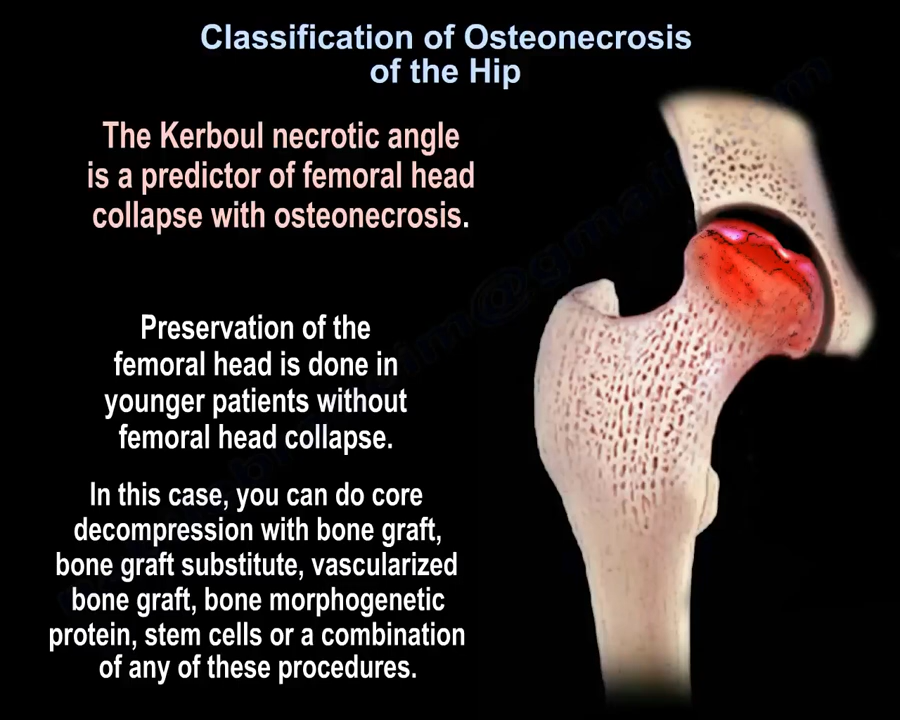 Classification of Osteonecrosis
of the Hip
The Kerboul necrotic angle
is a predictor of femoral head
collapse with osteonecrosis.
Preservation of the
femoral head is done in
younger patients without
femoral head collapse.
In this case, you can do core
decompression with bone graft,
bone graft substitute, vascularized
bone graft, bone morphogenetic
protein, stem cells or a combination
of any of these procedures.